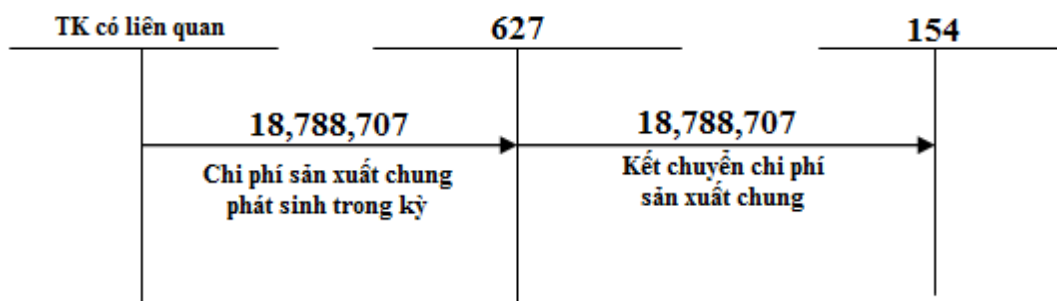 TK có liên quan
627
154
18,788,707
18,788,707
Chi phí sản xuất chung
phát sinh trong kỳ
Kết chuyển chi phí
sản xuất chung